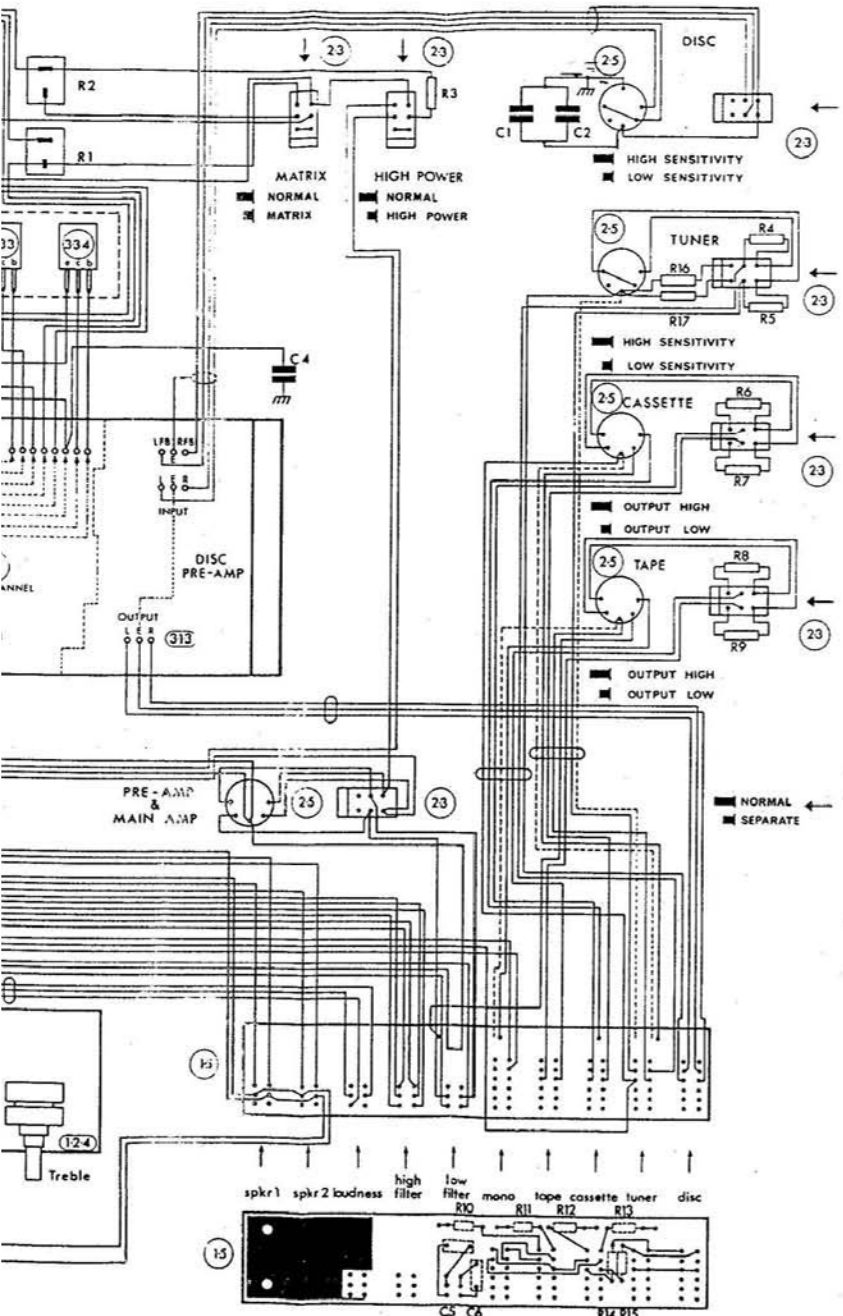 DISC
2·3
2·3
2·5
R2
R3
C1
C2
2·3
R1
HIGH SENSITIVITY
LOW SENSITIVITY
MATRIX
NORMAL
MATRIX
HIGH POWER
NORMAL
HIGH POWER
33
c b
334
e c b
2·5
TUNER
R4
R16
R17
R5
2·3
HIGH SENSITIVITY
LOW SENSITIVITY
C4
2·5
CASSETTE
R6
R7
2·3
LFB RFB
E
L E R
INPUT
OUTPUT HIGH
OUTPUT LOW
DISC
PRE-AMP
ANNEL
2·5
TAPE
R8
R9
2·3
OUTPUT
L E R
313
OUTPUT HIGH
OUTPUT LOW
PRE-AMP
&
MAIN AMP
2·5
2·3
NORMAL
SEPARATE
1·2·4
Treble
spkr 1
spkr 2
loudness
high
filter
low
filter
mono
tape
cassette
tuner
disc
R10
R11
R12
R13
1·5
C5
C6
R14
R15